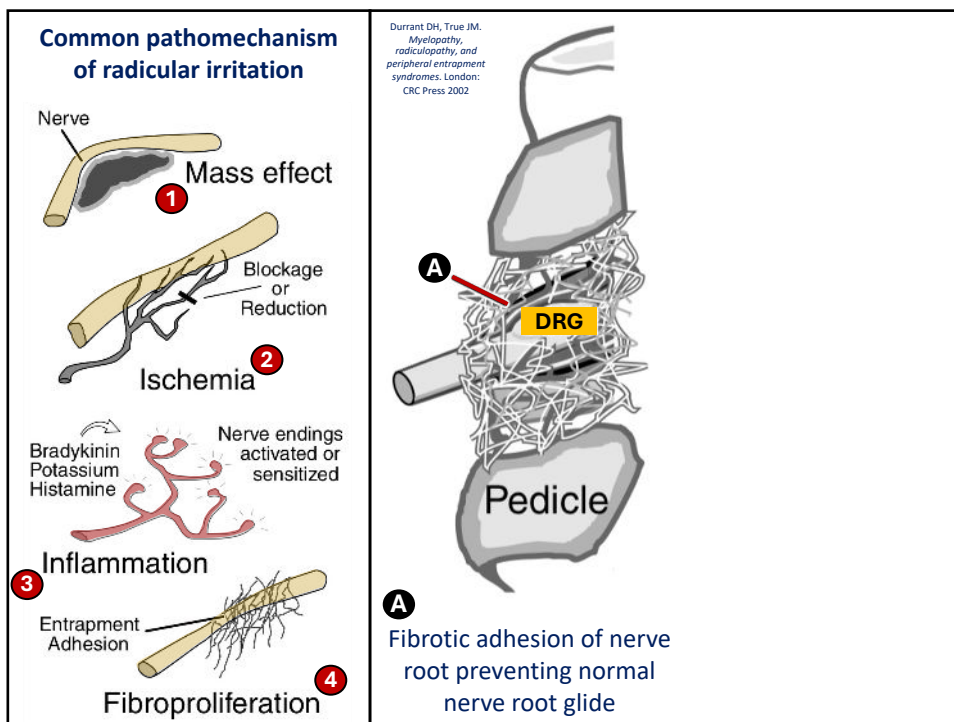 Common pathomechanism
of radicular irritation
Nerve
Mass effect
1
Blockage
or
Reduction
Ischemia
2
Bradykinin
Potassium
Histamine
Nerve endings
activated or
sensitized
Inflammation
3
Entrapment
Adhesion
Fibroproliferation
4
Durrant DH, True JM.
Myelopathy,
radiculopathy, and
peripheral entrapment
syndromes. London:
CRC Press 2002
A
DRG
Pedicle
A
Fibrotic adhesion of nerve
root preventing normal
nerve root glide